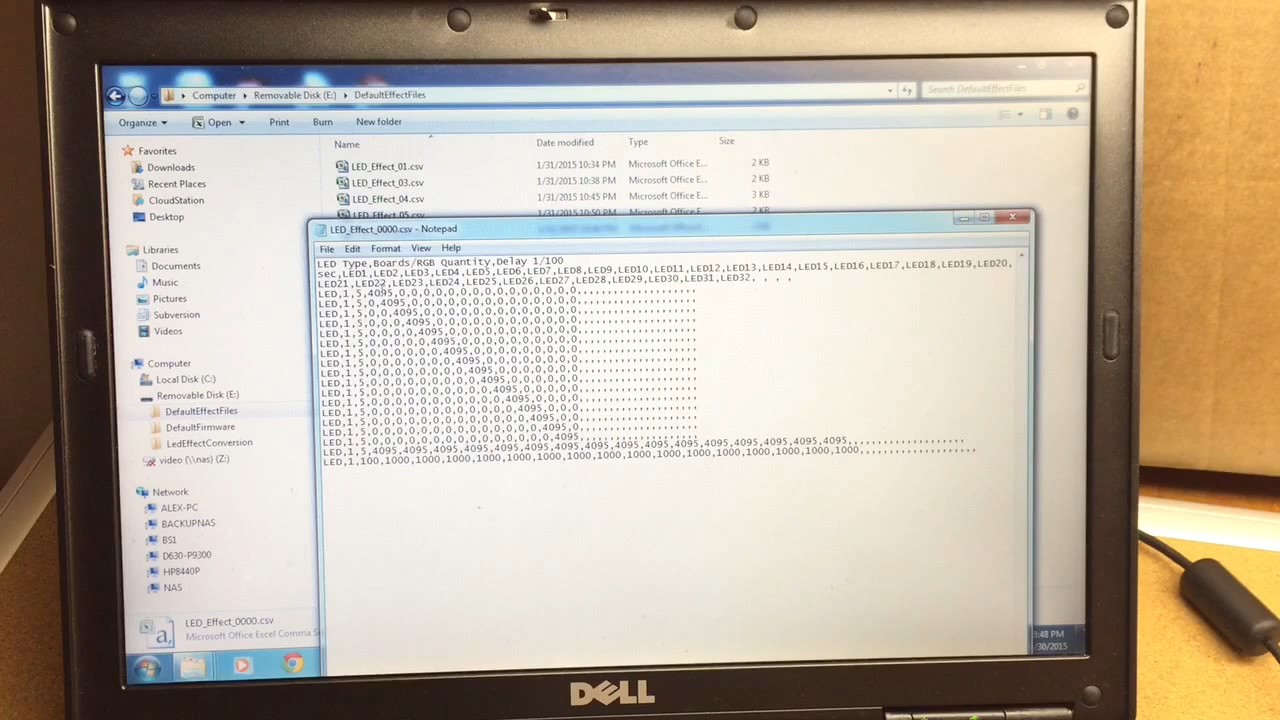 Computer ▸ Removable Disk (E:) ▸ DefaultEffectFiles
Search DefaultEffectFiles
Organize Open Print Burn New folder
Name Date modified Type Size
Favorites
Downloads
Recent Places
CloudStation
Desktop
LED_Effect_01.csv 1/31/2015 10:34 PM Microsoft Office E... 2 KB
LED_Effect_03.csv 1/31/2015 10:38 PM Microsoft Office E... 2 KB
LED_Effect_04.csv 1/31/2015 10:45 PM Microsoft Office E... 3 KB
LED_Effect_05.csv 1/31/2015 10:50 PM Microsoft Office E... 2 KB
Libraries
Documents
Music
Pictures
Subversion
Videos
Computer
Local Disk (C:)
Removable Disk (E:)
DefaultEffectFiles
DefaultFirmware
LedEffectConversion
video (\\nas) (Z:)
Network
ALEX-PC
BACKUPNAS
BS1
D630-P9300
HP8440P
NAS
LED_Effect_0000.csv
Microsoft Office Excel Comma S
LED_Effect_0000.csv - Notepad
File Edit Format View Help
LED Type,Boards/RGB Quantity,Delay 1/100
sec,LED1,LED2,LED3,LED4,LED5,LED6,LED7,LED8,LED9,LED10,LED11,LED12,LED13,LED14,LED15,LED16,LED17,LED18,LED19,LED20,
LED21,LED22,LED23,LED24,LED25,LED26,LED27,LED28,LED29,LED30,LED31,LED32, , , ,
LED,1,5,4095,0,0,0,0,0,0,0,0,0,0,0,0,0,0,0,,,,,,,,,,,,,,,,,,,,
LED,1,5,0,4095,0,0,0,0,0,0,0,0,0,0,0,0,0,0,,,,,,,,,,,,,,,,,,,,
LED,1,5,0,0,4095,0,0,0,0,0,0,0,0,0,0,0,0,0,,,,,,,,,,,,,,,,,,,,
LED,1,5,0,0,0,4095,0,0,0,0,0,0,0,0,0,0,0,0,,,,,,,,,,,,,,,,,,,,
LED,1,5,0,0,0,0,4095,0,0,0,0,0,0,0,0,0,0,0,,,,,,,,,,,,,,,,,,,,
LED,1,5,0,0,0,0,0,4095,0,0,0,0,0,0,0,0,0,0,,,,,,,,,,,,,,,,,,,,
LED,1,5,0,0,0,0,0,0,4095,0,0,0,0,0,0,0,0,0,,,,,,,,,,,,,,,,,,,,
LED,1,5,0,0,0,0,0,0,0,4095,0,0,0,0,0,0,0,0,,,,,,,,,,,,,,,,,,,,
LED,1,5,0,0,0,0,0,0,0,0,4095,0,0,0,0,0,0,0,,,,,,,,,,,,,,,,,,,,
LED,1,5,0,0,0,0,0,0,0,0,0,4095,0,0,0,0,0,0,,,,,,,,,,,,,,,,,,,,
LED,1,5,0,0,0,0,0,0,0,0,0,0,4095,0,0,0,0,0,,,,,,,,,,,,,,,,,,,,
LED,1,5,0,0,0,0,0,0,0,0,0,0,0,4095,0,0,0,0,,,,,,,,,,,,,,,,,,,,
LED,1,5,0,0,0,0,0,0,0,0,0,0,0,0,4095,0,0,0,,,,,,,,,,,,,,,,,,,,
LED,1,5,0,0,0,0,0,0,0,0,0,0,0,0,0,4095,0,0,,,,,,,,,,,,,,,,,,,,
LED,1,5,0,0,0,0,0,0,0,0,0,0,0,0,0,0,4095,0,,,,,,,,,,,,,,,,,,,,
LED,1,5,0,0,0,0,0,0,0,0,0,0,0,0,0,0,0,4095,,,,,,,,,,,,,,,,,,,,
LED,1,5,4095,4095,4095,4095,4095,4095,4095,4095,4095,4095,4095,4095,4095,4095,4095,4095,,,,,,,,,,,,,,,,,,,,
LED,1,100,1000,1000,1000,1000,1000,1000,1000,1000,1000,1000,1000,1000,1000,1000,1000,1000,,,,,,,,,,,,,,,,,,,,
:48 PM
/30/2015
DELL